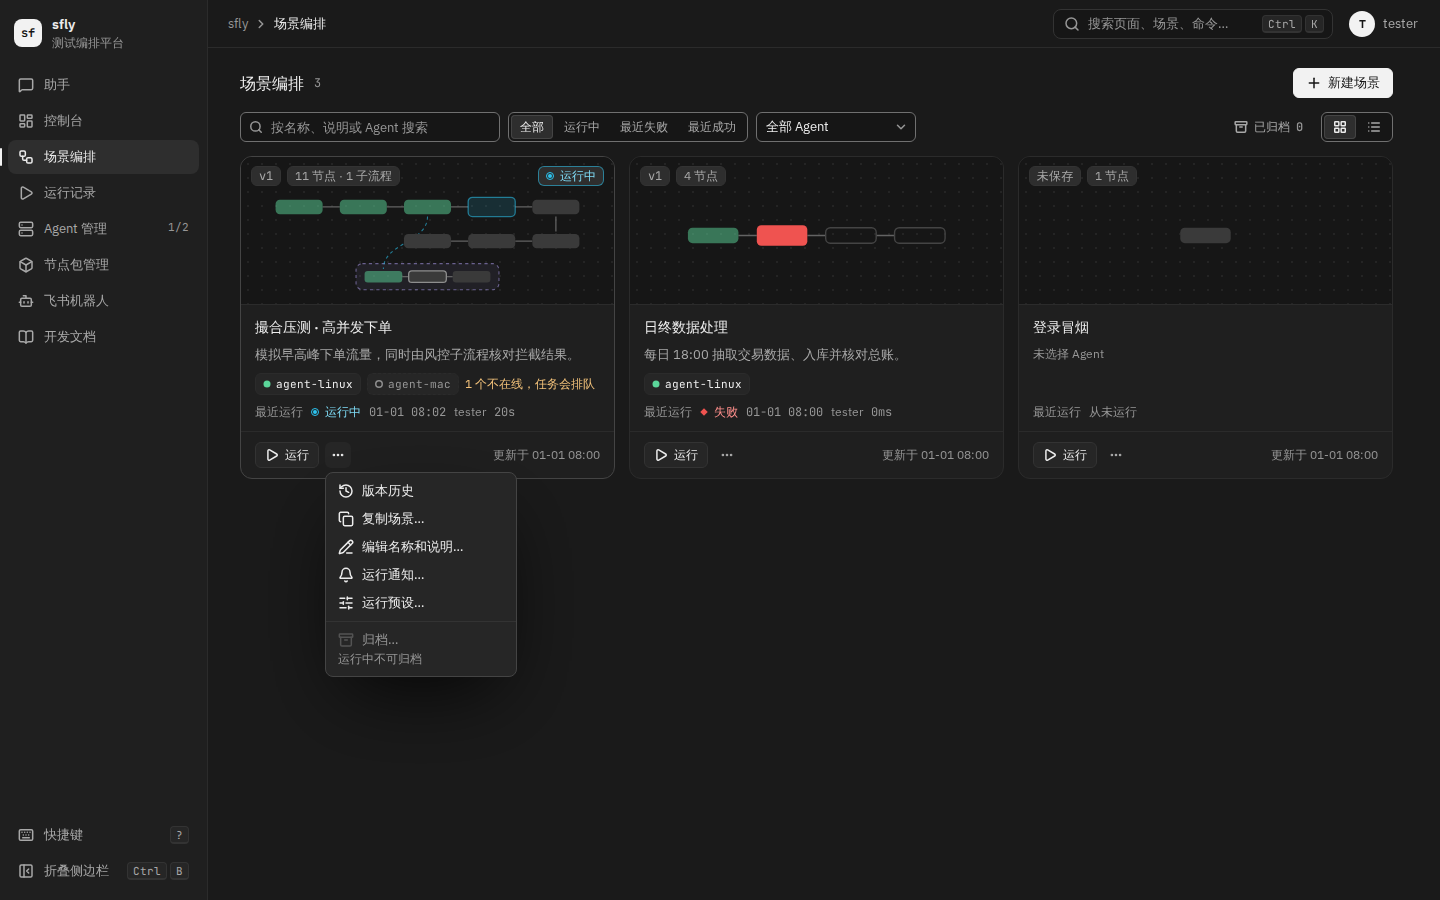 sf
sfly
测试编排平台
助手
控制台
场景编排
运行记录
Agent 管理 1/2
节点包管理
飞书机器人
开发文档
快捷键 ?
折叠侧边栏 Ctrl B
sfly 场景编排
搜索页面、场景、命令... Ctrl K
T tester
场景编排 3
新建场景
按名称、说明或 Agent 搜索
全部 运行中 最近失败 最近成功
全部 Agent
已归档 0
v1 11 节点 · 1 子流程 运行中
撮合压测 · 高并发下单
模拟早高峰下单流量，同时由风控子流程核对拦截结果。
agent-linux agent-mac 1 个不在线，任务会排队
最近运行 运行中 01-01 08:02 tester 20s
运行 更新于 01-01 08:00
版本历史
复制场景...
编辑名称和说明...
运行通知...
运行预设...
归档...
运行中不可归档
v1 4 节点
日终数据处理
每日 18:00 抽取交易数据、入库并核对总账。
agent-linux
最近运行 失败 01-01 08:00 tester 0ms
运行 更新于 01-01 08:00
未保存 1 节点
登录冒烟
未选择 Agent
最近运行 从未运行
运行 更新于 01-01 08:00